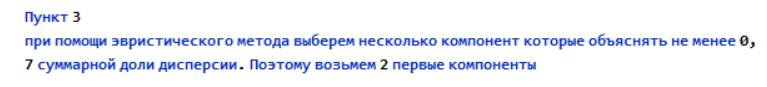 Пункт 3
при помощи эвристического метода выберем несколько компонент которые объяснять не менее 0,
7 суммарной доли дисперсии. Поэтому возьмем 2 первые компоненты